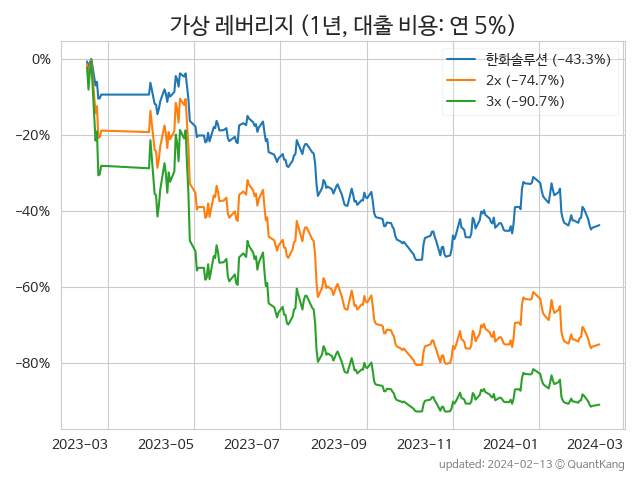 가상 레버리지 (1년, 대출 비용: 연 5%)
한화솔루션 (−43.3%)
2x (−74.7%)
3x (−90.7%)
0%
−20%
−40%
−60%
−80%
2023-03 2023-05 2023-07 2023-09 2023-11 2024-01 2024-03
updated: 2024-02-13 © QuantKang